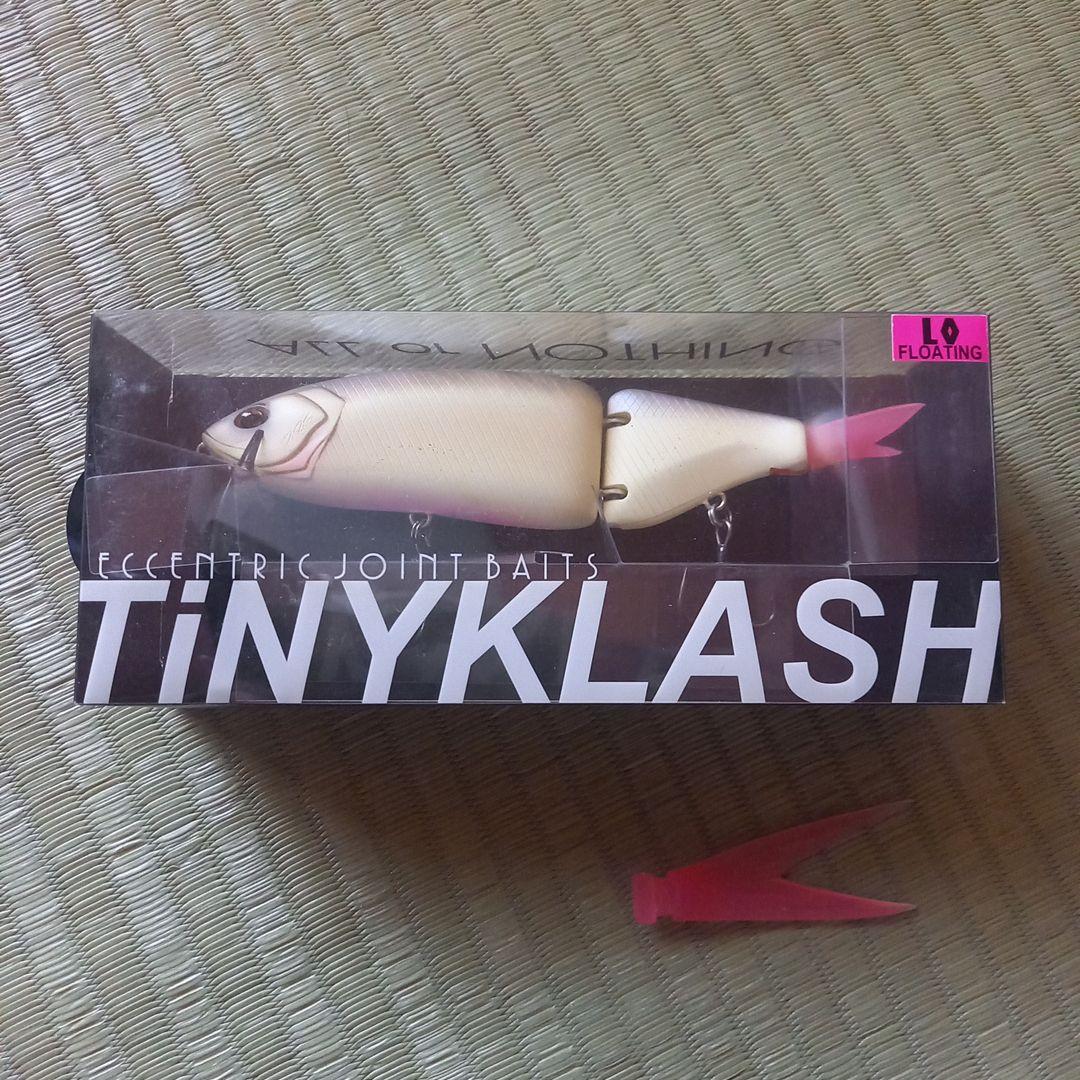 ALL OR NOTHING
LO
FLOATING
ECCENTRIC JOINT BAITS
TiNYKLASH